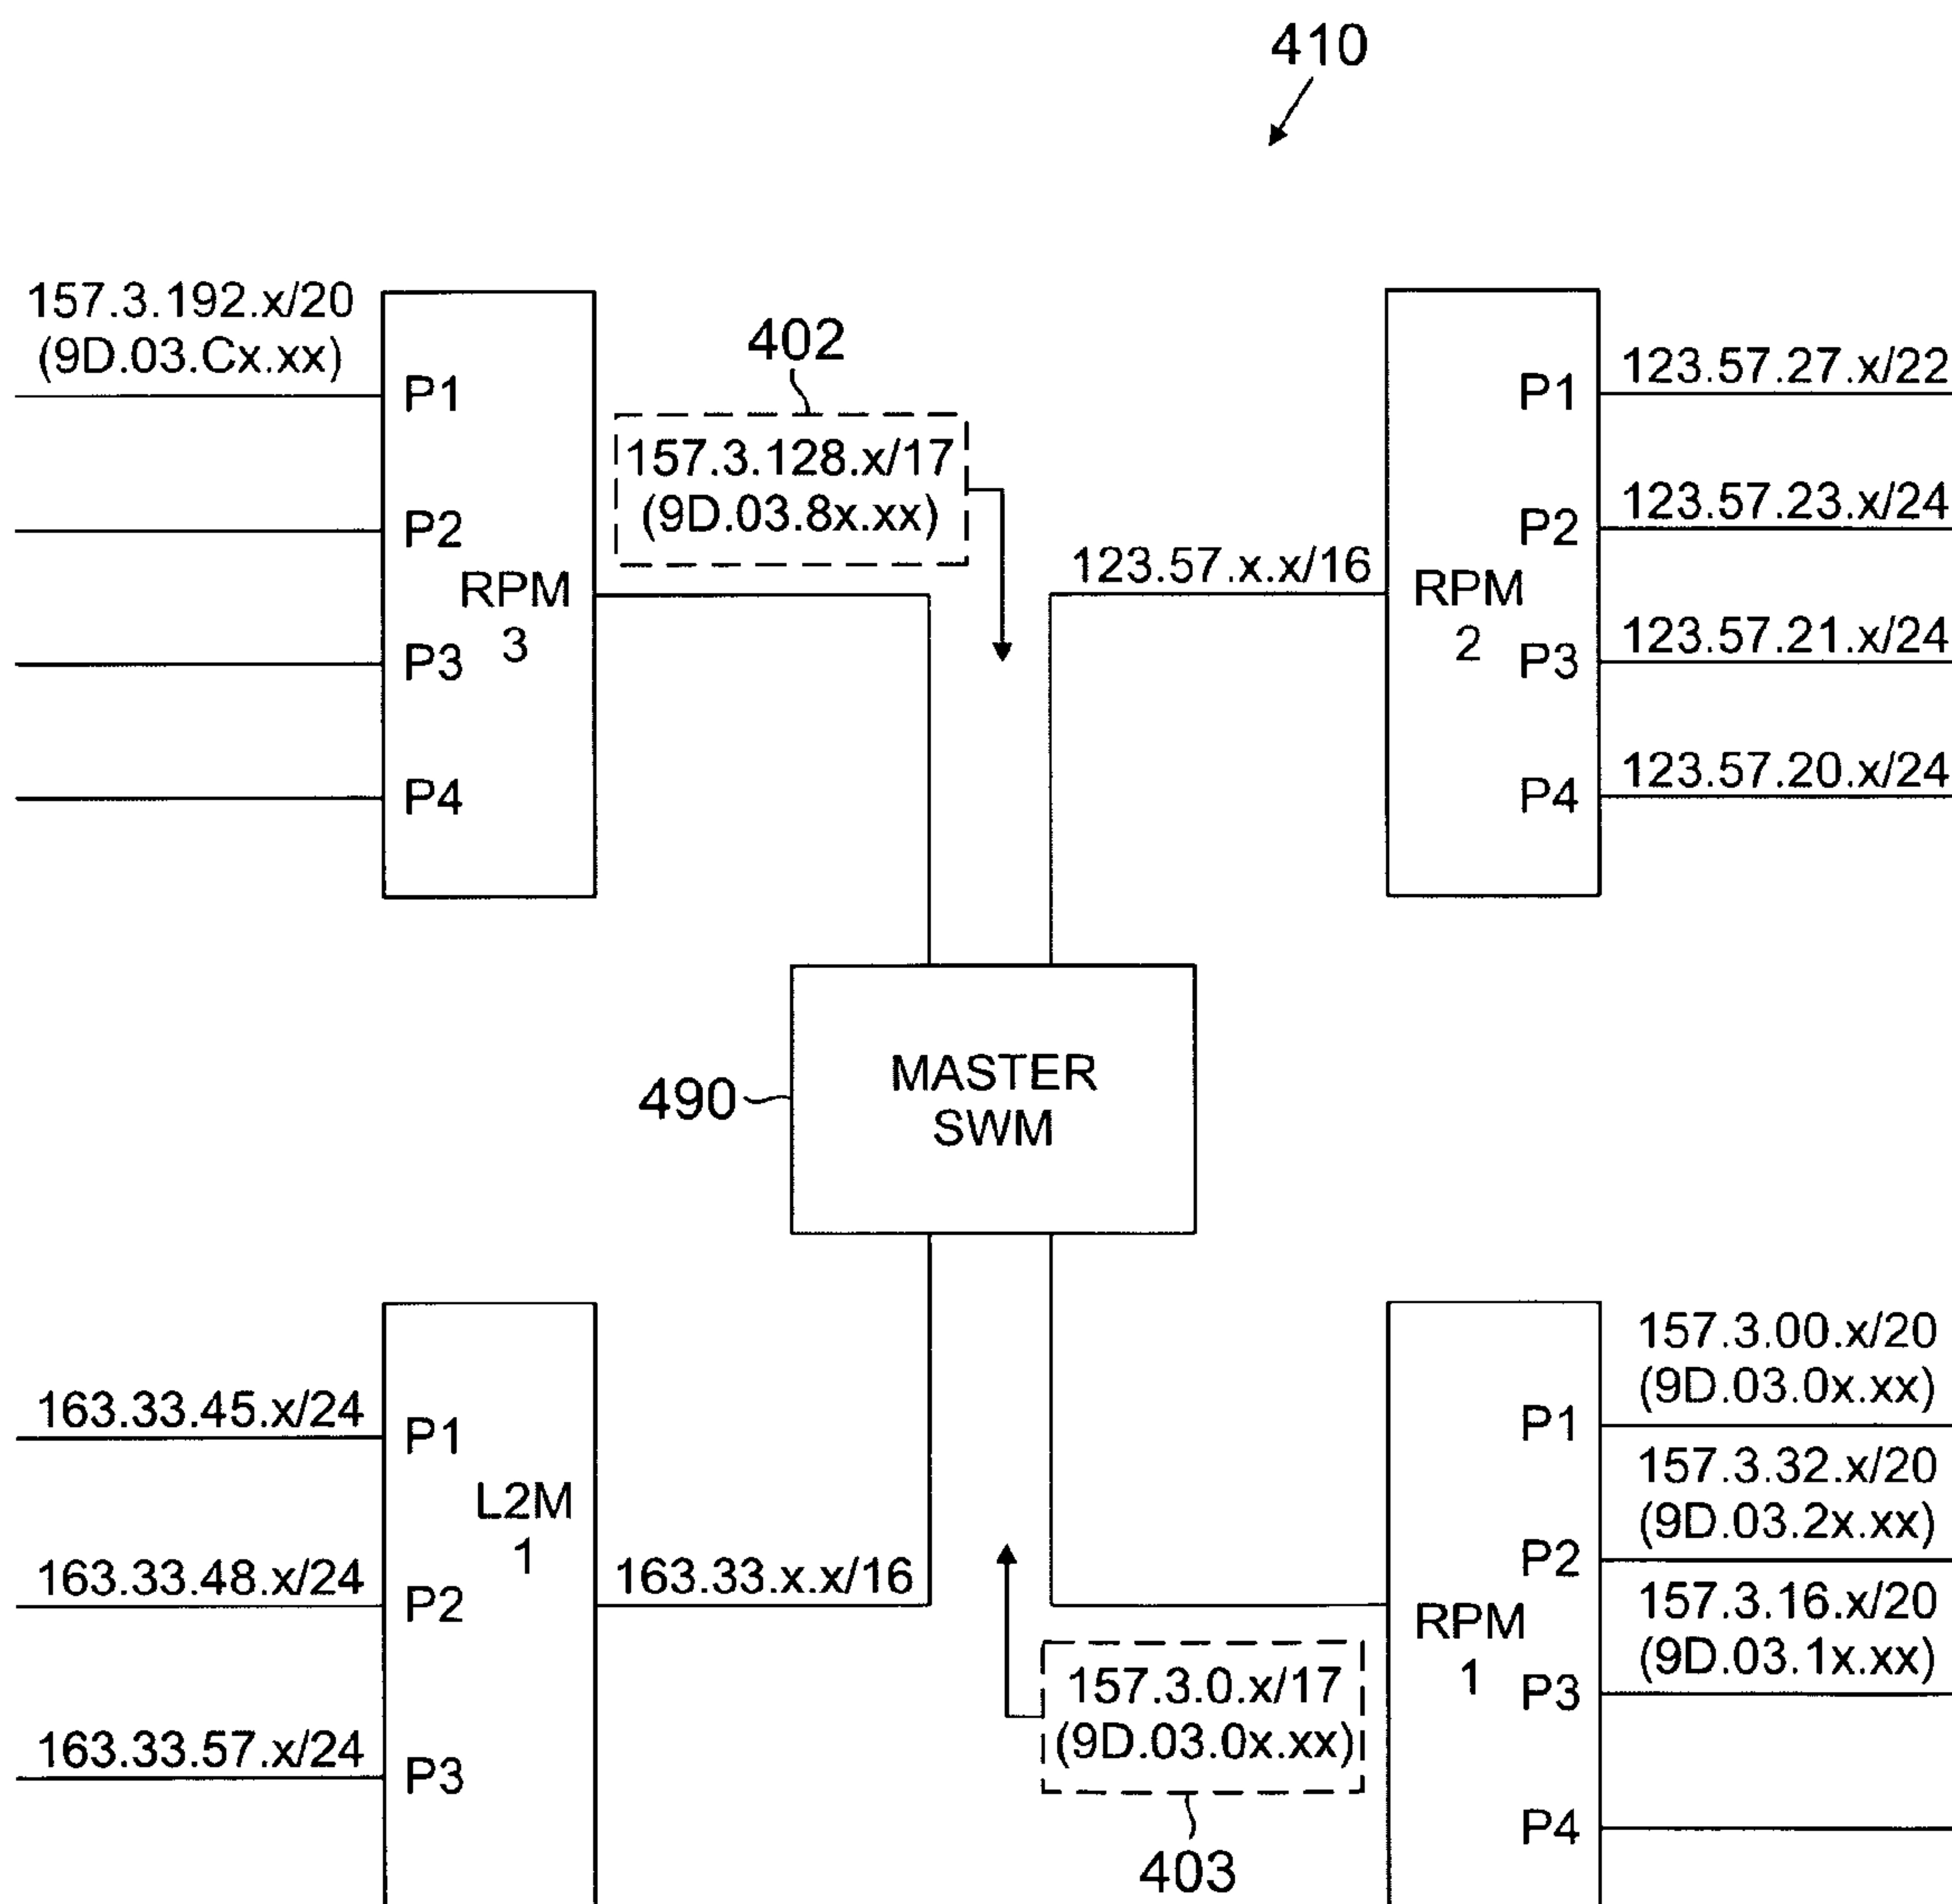 410
157.3.192.x/20
(9D.03.Cx.xx)
P1
P2
RPM
3
P3
P4
402
157.3.128.x/17
(9D.03.8x.xx)
123.57.x.x/16
P1
123.57.27.x/22
P2
123.57.23.x/24
RPM
2
P3
123.57.21.x/24
P4
123.57.20.x/24
490
MASTER
SWM
163.33.45.x/24
P1
L2M
1
163.33.48.x/24
P2
163.33.57.x/24
P3
163.33.x.x/16
157.3.0.x/17
(9D.03.0x.xx)
403
157.3.00.x/20
(9D.03.0x.xx)
P1
157.3.32.x/20
(9D.03.2x.xx)
P2
RPM
1
157.3.16.x/20
(9D.03.1x.xx)
P3
P4